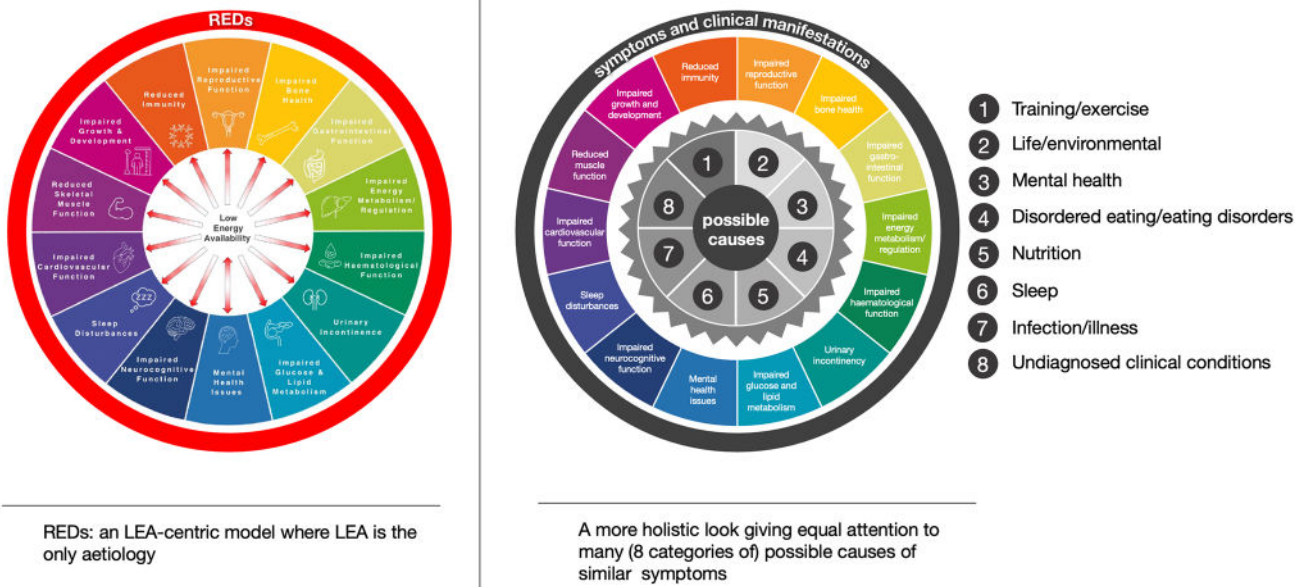 REDs
Impaired
Reproductive
Function
Impaired
Bone
Health
Impaired
Gastrointestinal
Function
Impaired
Energy
Metabolism/
Regulation
Impaired
Haematological
Function
Urinary
Incontinence
Impaired
Glucose &
Lipid
Metabolism
Mental
Health
Issues
Impaired
Neurocognitive
Function
Sleep
Disturbances
ZZZ
Impaired
Cardiovascular
Function
Reduced
Skeletal
Muscle
Function
Impaired
Growth &
Development
Reduced
Immunity
Low
Energy
Availability
REDs: an LEA-centric model where LEA is the
only aetiology
symptoms and clinical manifestations
Reduced
immunity
Impaired
reproductive
function
Impaired
bone health
Impaired
gastro-
intestinal
function
Impaired
energy
metabolism/
regulation
Impaired
haematological
function
Urinary
incontinency
Impaired
glucose and
lipid
metabolism
Mental
health
issues
Impaired
neurocognitive
function
Sleep
disturbances
Impaired
cardiovascular
function
Reduced
muscle
function
Impaired
growth and
development
possible
causes
1
2
3
4
5
6
7
8
1 Training/exercise
2 Life/environmental
3 Mental health
4 Disordered eating/eating disorders
5 Nutrition
6 Sleep
7 Infection/illness
8 Undiagnosed clinical conditions
A more holistic look giving equal attention to
many (8 categories of) possible causes of
similar symptoms